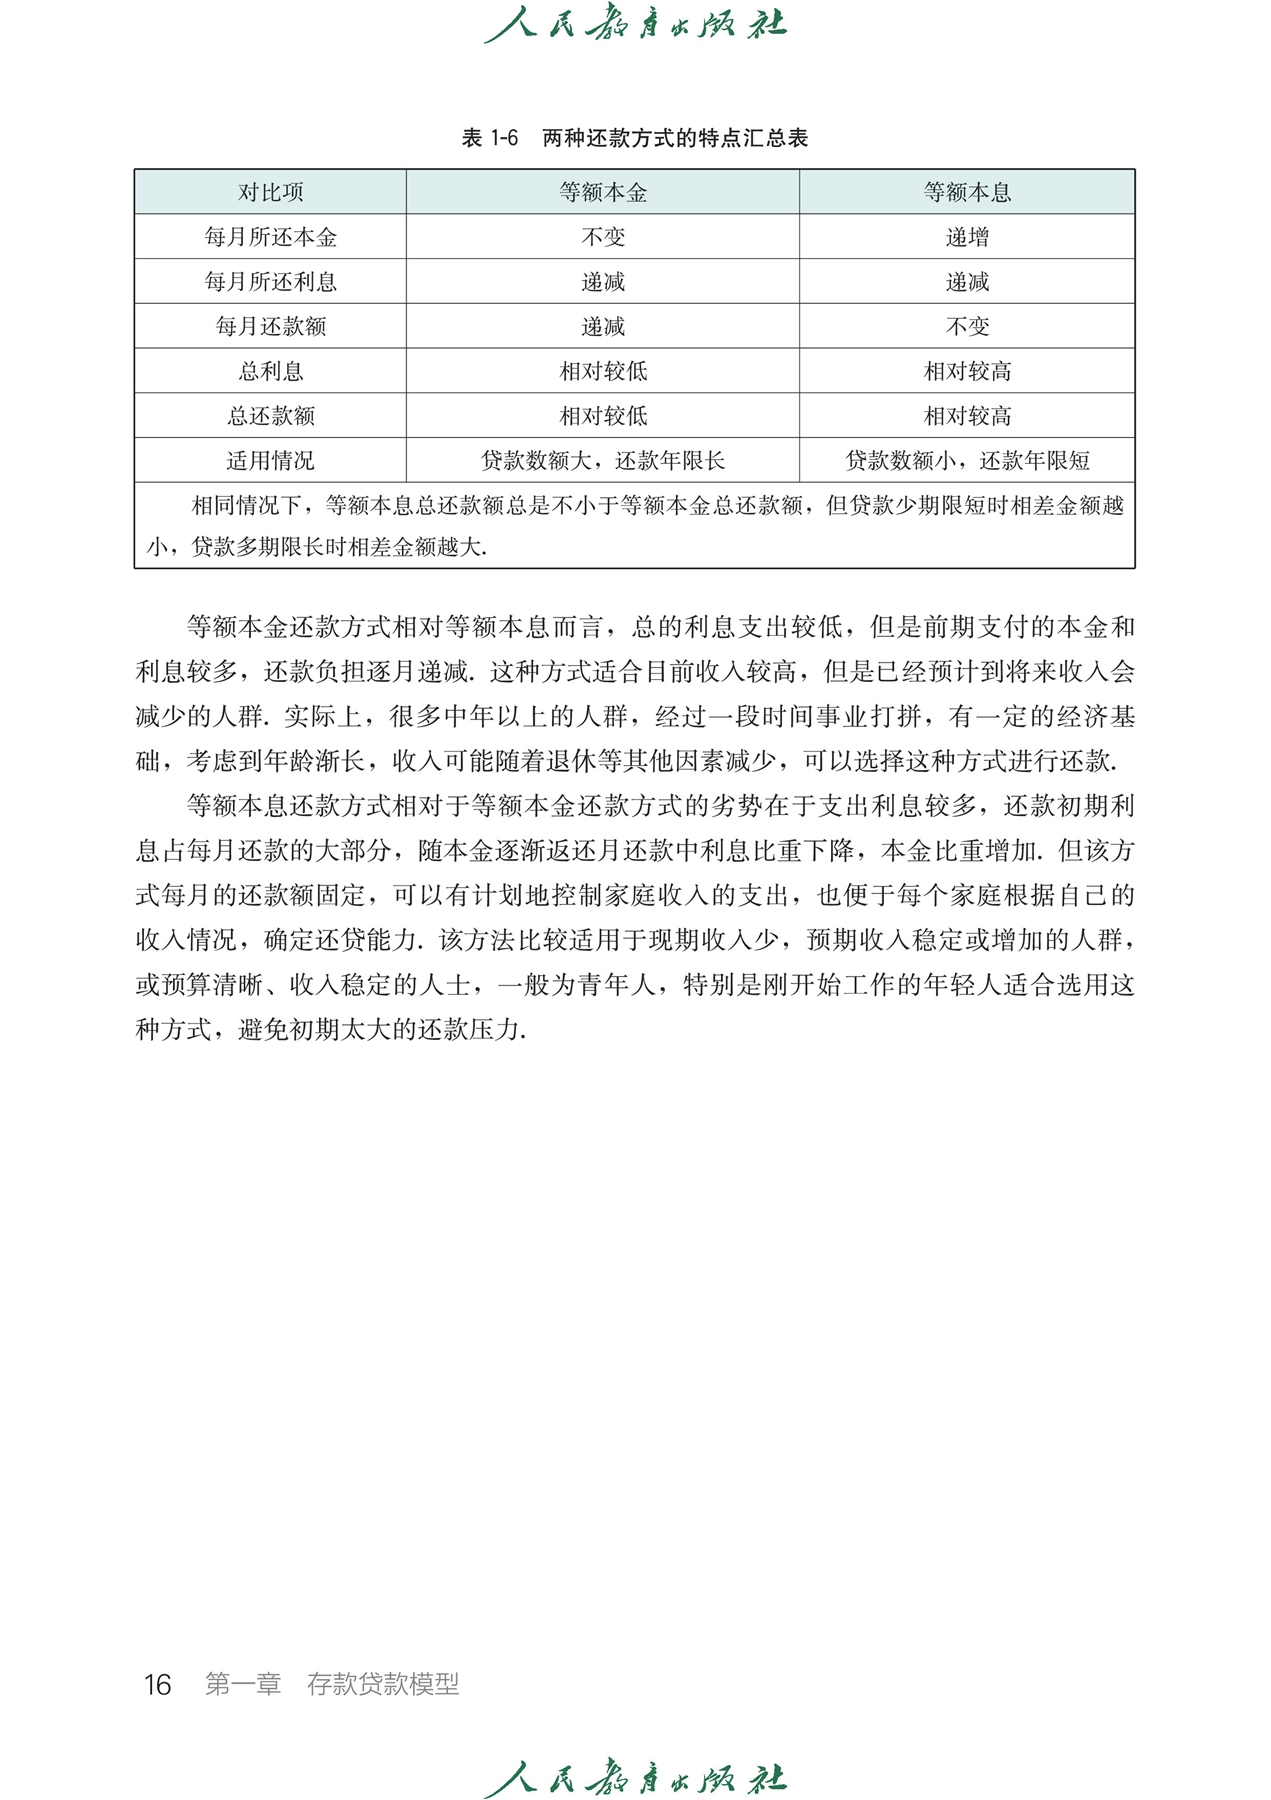 人民教育出版社
表 1-6 两种还款方式的特点汇总表
对比项 等额本金 等额本息
每月所还本金 不变 递增
每月所还利息 递减 递减
每月还款额 递减 不变
总利息 相对较低 相对较高
总还款额 相对较低 相对较高
适用情况 贷款数额大，还款年限长 贷款数额小，还款年限短
相同情况下，等额本息总还款额总是不小于等额本金总还款额，但贷款少期限短时相差金额越
小，贷款多期限长时相差金额越大.
等额本金还款方式相对等额本息而言，总的利息支出较低，但是前期支付的本金和
利息较多，还款负担逐月递减. 这种方式适合目前收入较高，但是已经预计到将来收入会
减少的人群. 实际上，很多中年以上的人群，经过一段时间事业打拼，有一定的经济基
础，考虑到年龄渐长，收入可能随着退休等其他因素减少，可以选择这种方式进行还款.
等额本息还款方式相对于等额本金还款方式的劣势在于支出利息较多，还款初期利
息占每月还款的大部分，随本金逐渐返还月还款中利息比重下降，本金比重增加. 但该方
式每月的还款额固定，可以有计划地控制家庭收入的支出，也便于每个家庭根据自己的
收入情况，确定还贷能力. 该方法比较适用于现期收入少，预期收入稳定或增加的人群，
或预算清晰、收入稳定的人士，一般为青年人，特别是刚开始工作的年轻人适合选用这
种方式，避免初期太大的还款压力.
16 第一章 存款贷款模型
人民教育出版社